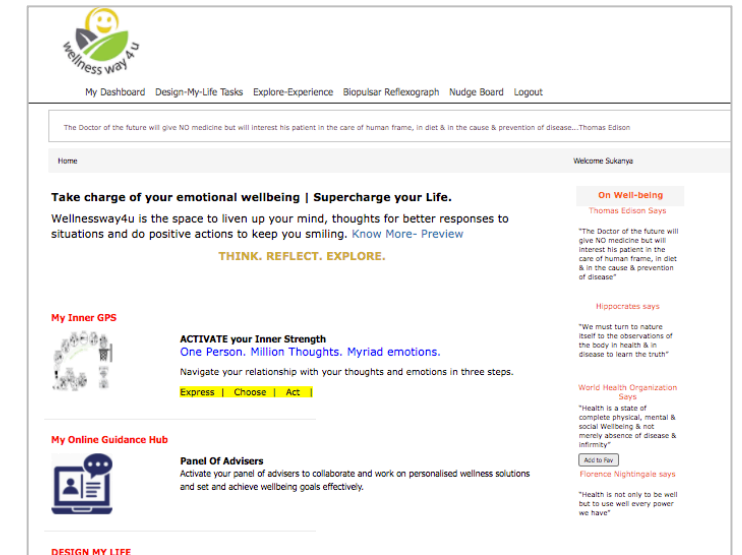 wellness way 4 u
My Dashboard Design-My-Life Tasks Explore-Experience Biopulsar Reflexograph Nudge Board Logout
The Doctor of the future will give NO medicine but will interest his patient in the care of human frame, in diet & in the cause & prevention of disease...Thomas Edison
Home Welcome Sukanya
Take charge of your emotional wellbeing | Supercharge your Life.
Wellnessway4u is the space to liven up your mind, thoughts for better responses to
situations and do positive actions to keep you smiling. Know More- Preview
THINK. REFLECT. EXPLORE.
My Inner GPS
ACTIVATE your Inner Strength
One Person. Million Thoughts. Myriad emotions.
Navigate your relationship with your thoughts and emotions in three steps.
Express | Choose | Act |
My Online Guidance Hub
Panel Of Advisers
Activate your panel of advisers to collaborate and work on personalised wellness solutions
and set and achieve wellbeing goals effectively.
DESIGN MY LIFE
On Well-being
Thomas Edison Says
"The Doctor of the future will
give NO medicine but will
interest his patient in the
care of human frame, in diet
& in the cause & prevention
of disease"
Hippocrates says
"We must turn to nature
itself to the observations of
the body in health & in
disease to learn the truth"
World Health Organization
Says
"Health is a state of
complete physical, mental &
social Wellbeing & not
merely absence of disease &
infirmity"
Add to Fav
Florence Nightingale says
"Health is not only to be well
but to use well every power
we have"